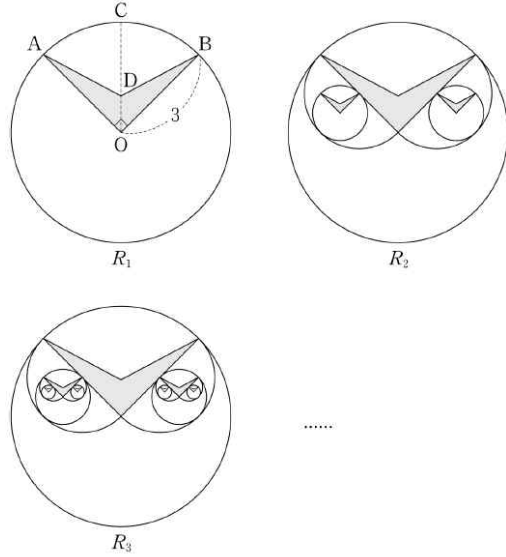 C
A
B
D
3
O
R₁
R₂
R₃
......